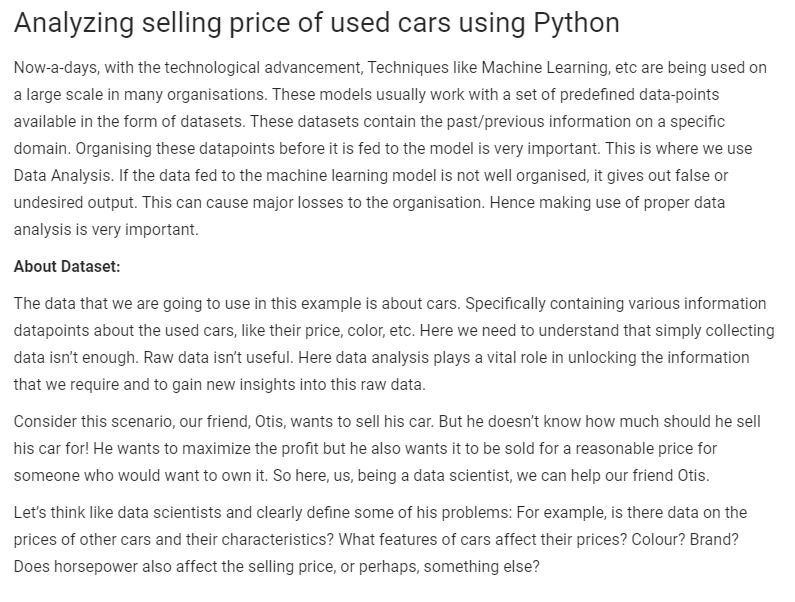 Analyzing selling price of used cars using Python
Now-a-days, with the technological advancement, Techniques like Machine Learning, etc are being used on
a large scale in many organisations. These models usually work with a set of predefined data-points
available in the form of datasets. These datasets contain the past/previous information on a specific
domain. Organising these datapoints before it is fed to the model is very important. This is where we use
Data Analysis. If the data fed to the machine learning model is not well organised, it gives out false or
undesired output. This can cause major losses to the organisation. Hence making use of proper data
analysis is very important.
About Dataset:
The data that we are going to use in this example is about cars. Specifically containing various information
datapoints about the used cars, like their price, color, etc. Here we need to understand that simply collecting
data isn’t enough. Raw data isn’t useful. Here data analysis plays a vital role in unlocking the information
that we require and to gain new insights into this raw data.
Consider this scenario, our friend, Otis, wants to sell his car. But he doesn’t know how much should he sell
his car for! He wants to maximize the profit but he also wants it to be sold for a reasonable price for
someone who would want to own it. So here, us, being a data scientist, we can help our friend Otis.
Let’s think like data scientists and clearly define some of his problems: For example, is there data on the
prices of other cars and their characteristics? What features of cars affect their prices? Colour? Brand?
Does horsepower also affect the selling price, or perhaps, something else?